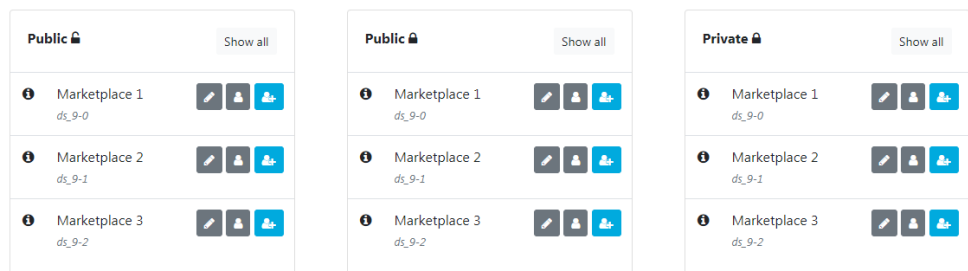 Public Show all
Marketplace 1
ds_9-0
Marketplace 2
ds_9-1
Marketplace 3
ds_9-2
Public Show all
Marketplace 1
ds_9-0
Marketplace 2
ds_9-1
Marketplace 3
ds_9-2
Private Show all
Marketplace 1
ds_9-0
Marketplace 2
ds_9-1
Marketplace 3
ds_9-2